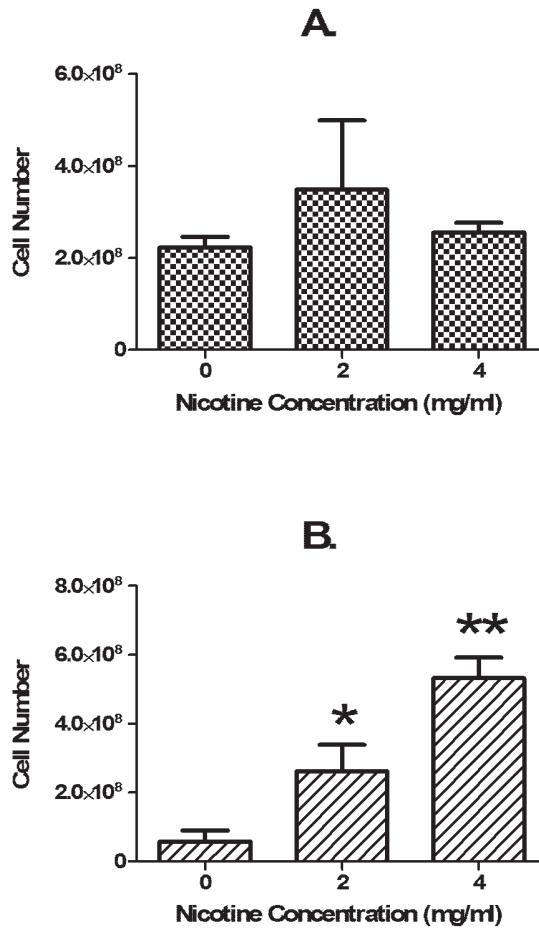 A.
6.0×10⁸
4.0×10⁸
2.0×10⁸
0
Cell Number
0 2 4
Nicotine Concentration (mg/ml)
B.
8.0×10⁸
6.0×10⁸
4.0×10⁸
2.0×10⁸
0
Cell Number
*
**
0 2 4
Nicotine Concentration (mg/ml)